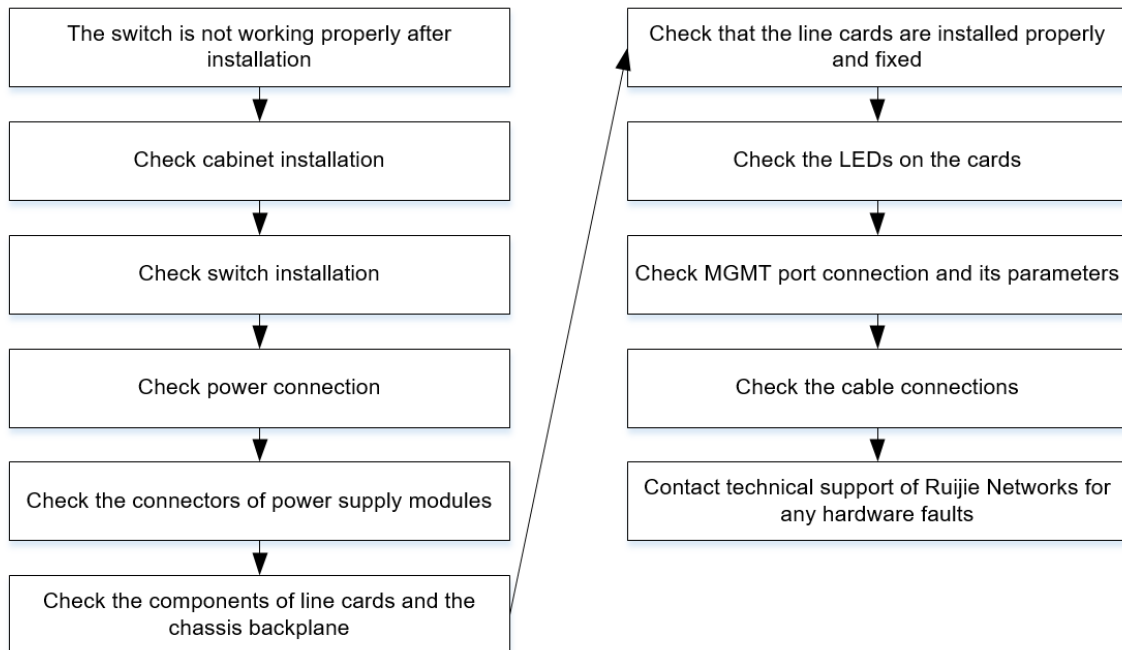 The switch is not working properly after
installation
Check cabinet installation
Check switch installation
Check power connection
Check the connectors of power supply modules
Check the components of line cards and the
chassis backplane
Check that the line cards are installed properly
and fixed
Check the LEDs on the cards
Check MGMT port connection and its parameters
Check the cable connections
Contact technical support of Ruijie Networks for
any hardware faults